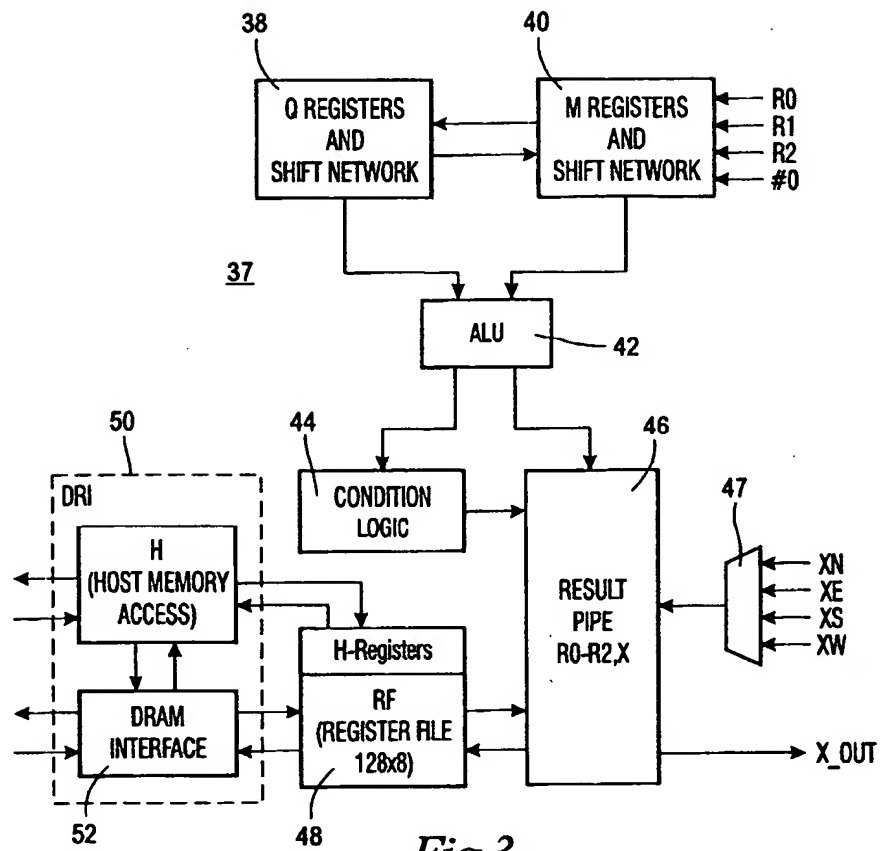 38
40
Q REGISTERS
AND
SHIFT NETWORK
M REGISTERS
AND
SHIFT NETWORK
R0
R1
R2
#0
37
ALU
42
50
44
46
47
DRI
H
(HOST MEMORY
ACCESS)
CONDITION
LOGIC
RESULT
PIPE
R0-R2,X
XN
XE
XS
XW
H-Registers
RF
(REGISTER FILE
128x8)
DRAM
INTERFACE
X_OUT
52
48